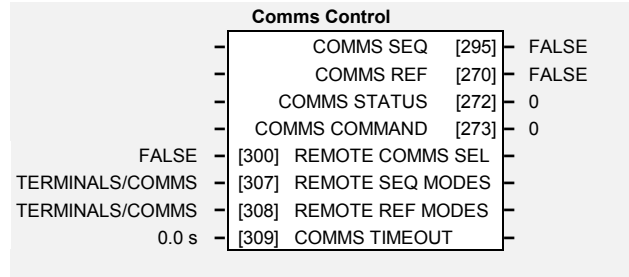 Comms Control
COMMS SEQ [295] FALSE
COMMS REF [270] FALSE
COMMS STATUS [272] 0
COMMS COMMAND [273] 0
FALSE [300] REMOTE COMMS SEL
TERMINALS/COMMS [307] REMOTE SEQ MODES
TERMINALS/COMMS [308] REMOTE REF MODES
0.0 s [309] COMMS TIMEOUT